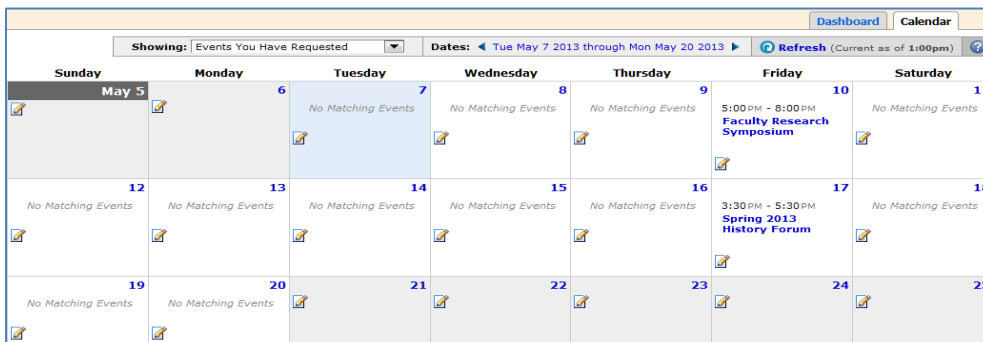 Dashboard Calendar
Showing: Events You Have Requested Dates: Tue May 7 2013 through Mon May 20 2013 Refresh (Current as of 1:00pm) ?
Sunday Monday Tuesday Wednesday Thursday Friday Saturday
May 5 6 7 8 9 10
No Matching Events No Matching Events No Matching Events 5:00PM - 8:00PM No Matching Events
Faculty Research
Symposium
12 13 14 15 16 17
No Matching Events No Matching Events No Matching Events No Matching Events No Matching Events 3:30PM - 5:30PM No Matching Events
Spring 2013
History Forum
19 20 21 22 23 24
No Matching Events No Matching Events